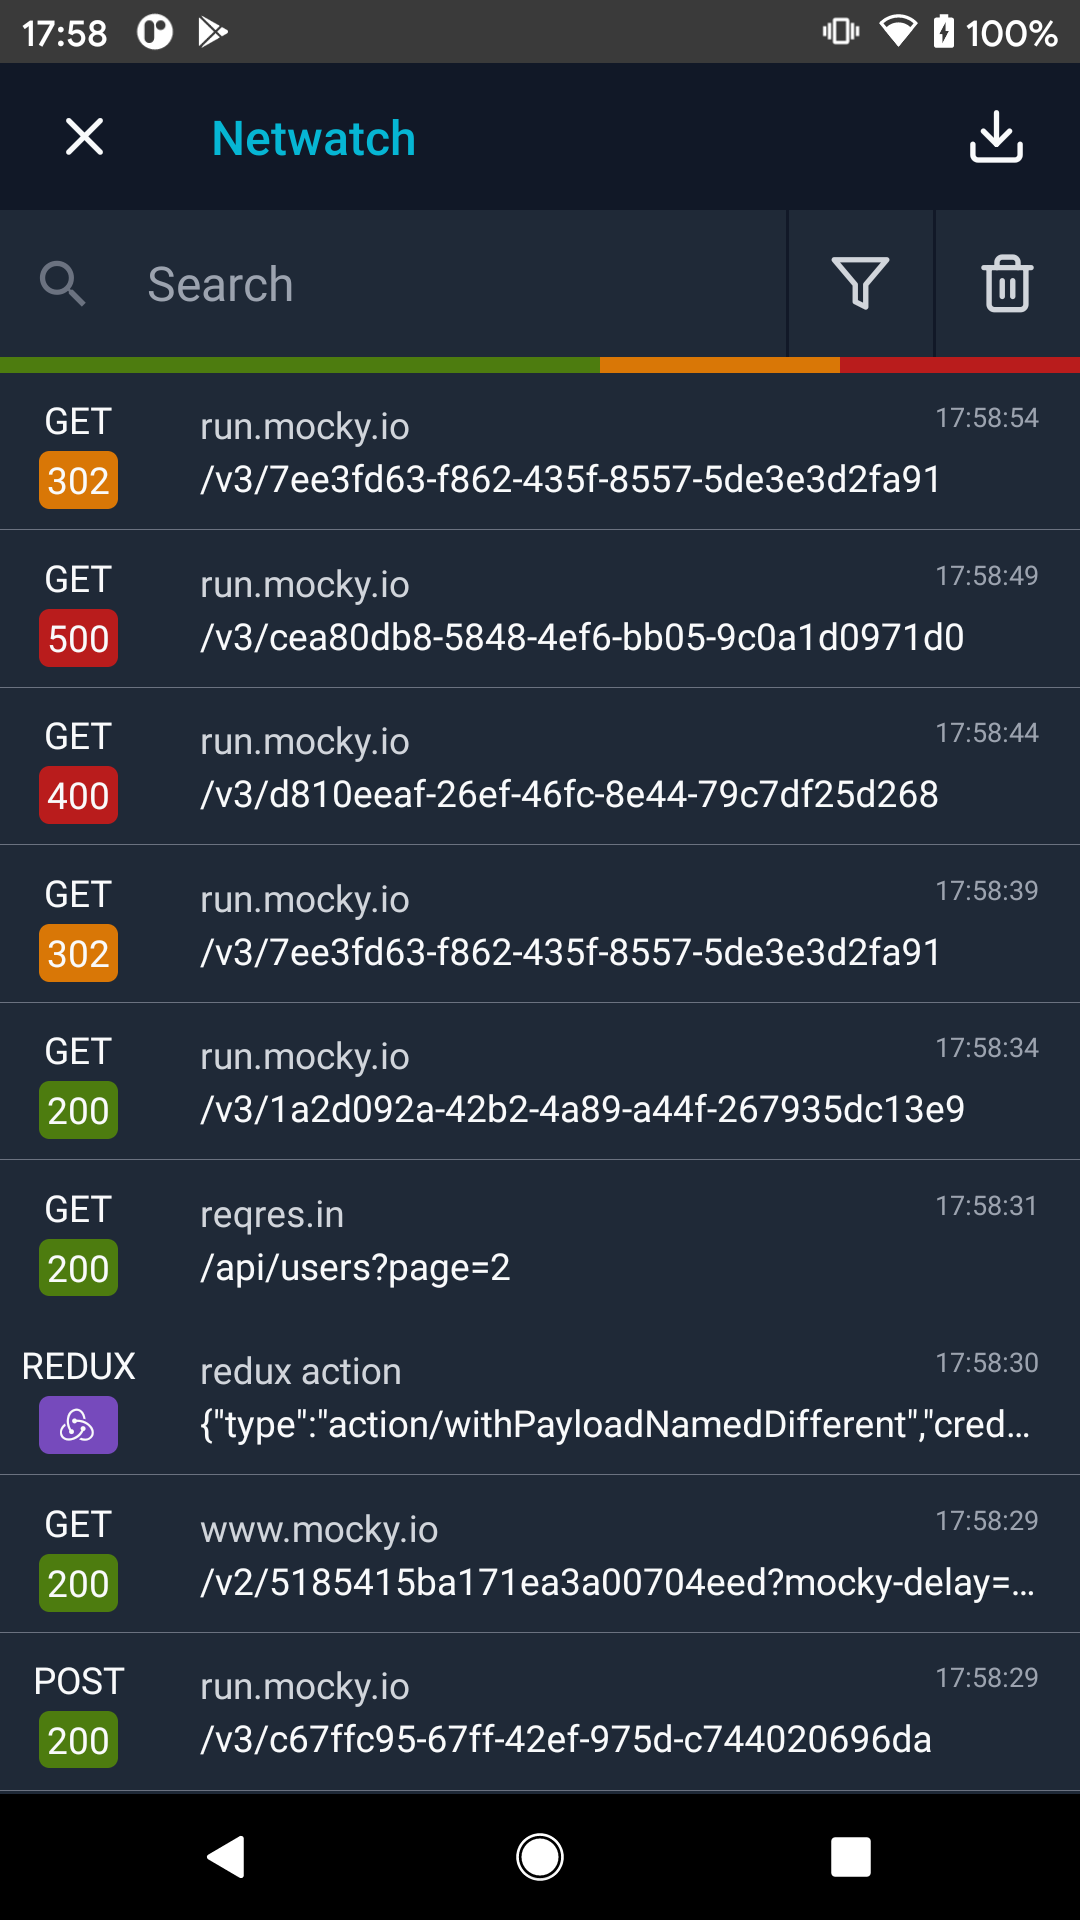 17:58
100%
Netwatch
Search
GET
run.mocky.io
17:58:54
302
/v3/7ee3fd63-f862-435f-8557-5de3e3d2fa91
GET
run.mocky.io
17:58:49
500
/v3/cea80db8-5848-4ef6-bb05-9c0a1d0971d0
GET
run.mocky.io
17:58:44
400
/v3/d810eeaf-26ef-46fc-8e44-79c7df25d268
GET
run.mocky.io
17:58:39
302
/v3/7ee3fd63-f862-435f-8557-5de3e3d2fa91
GET
run.mocky.io
17:58:34
200
/v3/1a2d092a-42b2-4a89-a44f-267935dc13e9
GET
reqres.in
17:58:31
200
/api/users?page=2
REDUX
redux action
17:58:30
{"type":"action/withPayloadNamedDifferent","cred...
GET
www.mocky.io
17:58:29
200
/v2/5185415ba171ea3a00704eed?mocky-delay=...
POST
run.mocky.io
17:58:29
200
/v3/c67ffc95-67ff-42ef-975d-c744020696da